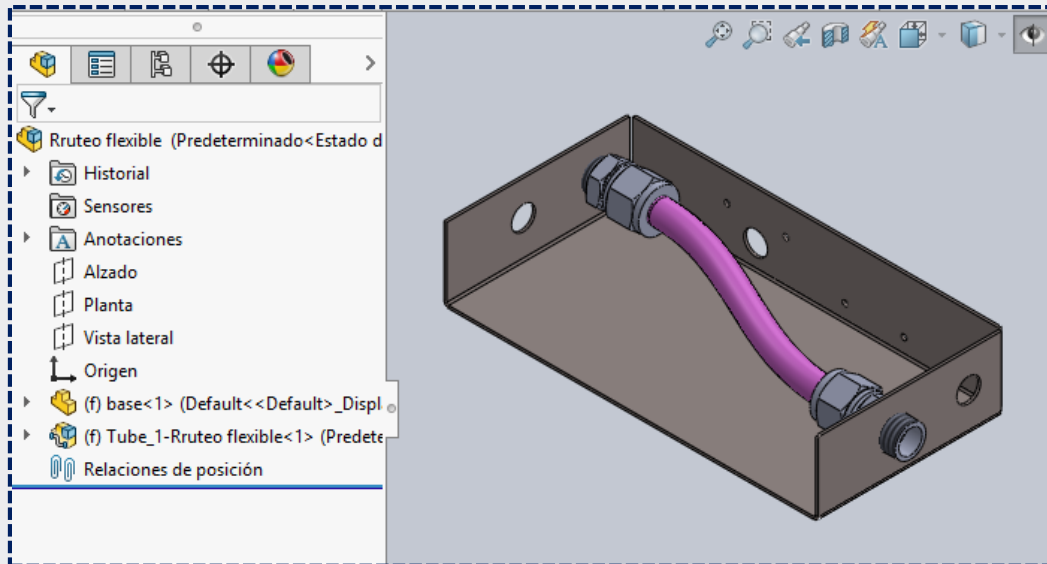 Rruteo flexible (Predeterminado<Estado d
Historial
Sensores
A Anotaciones
Alzado
Planta
Vista lateral
Origen
(f) base<1> (Default<<Default>_Displ
(f) Tube_1-Rruteo flexible<1> (Predete
Relaciones de posición